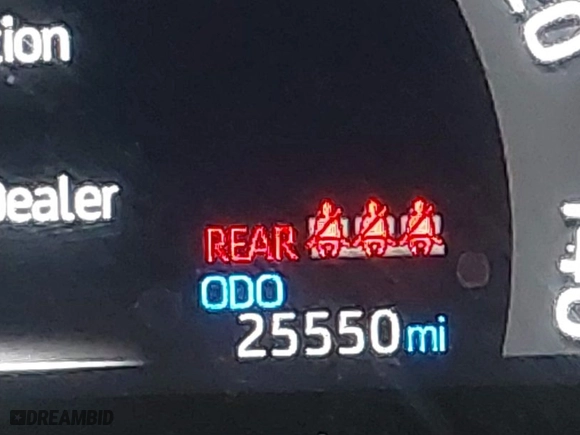 tion
Dealer
REAR
ODO
25550 mi
DREAMBID